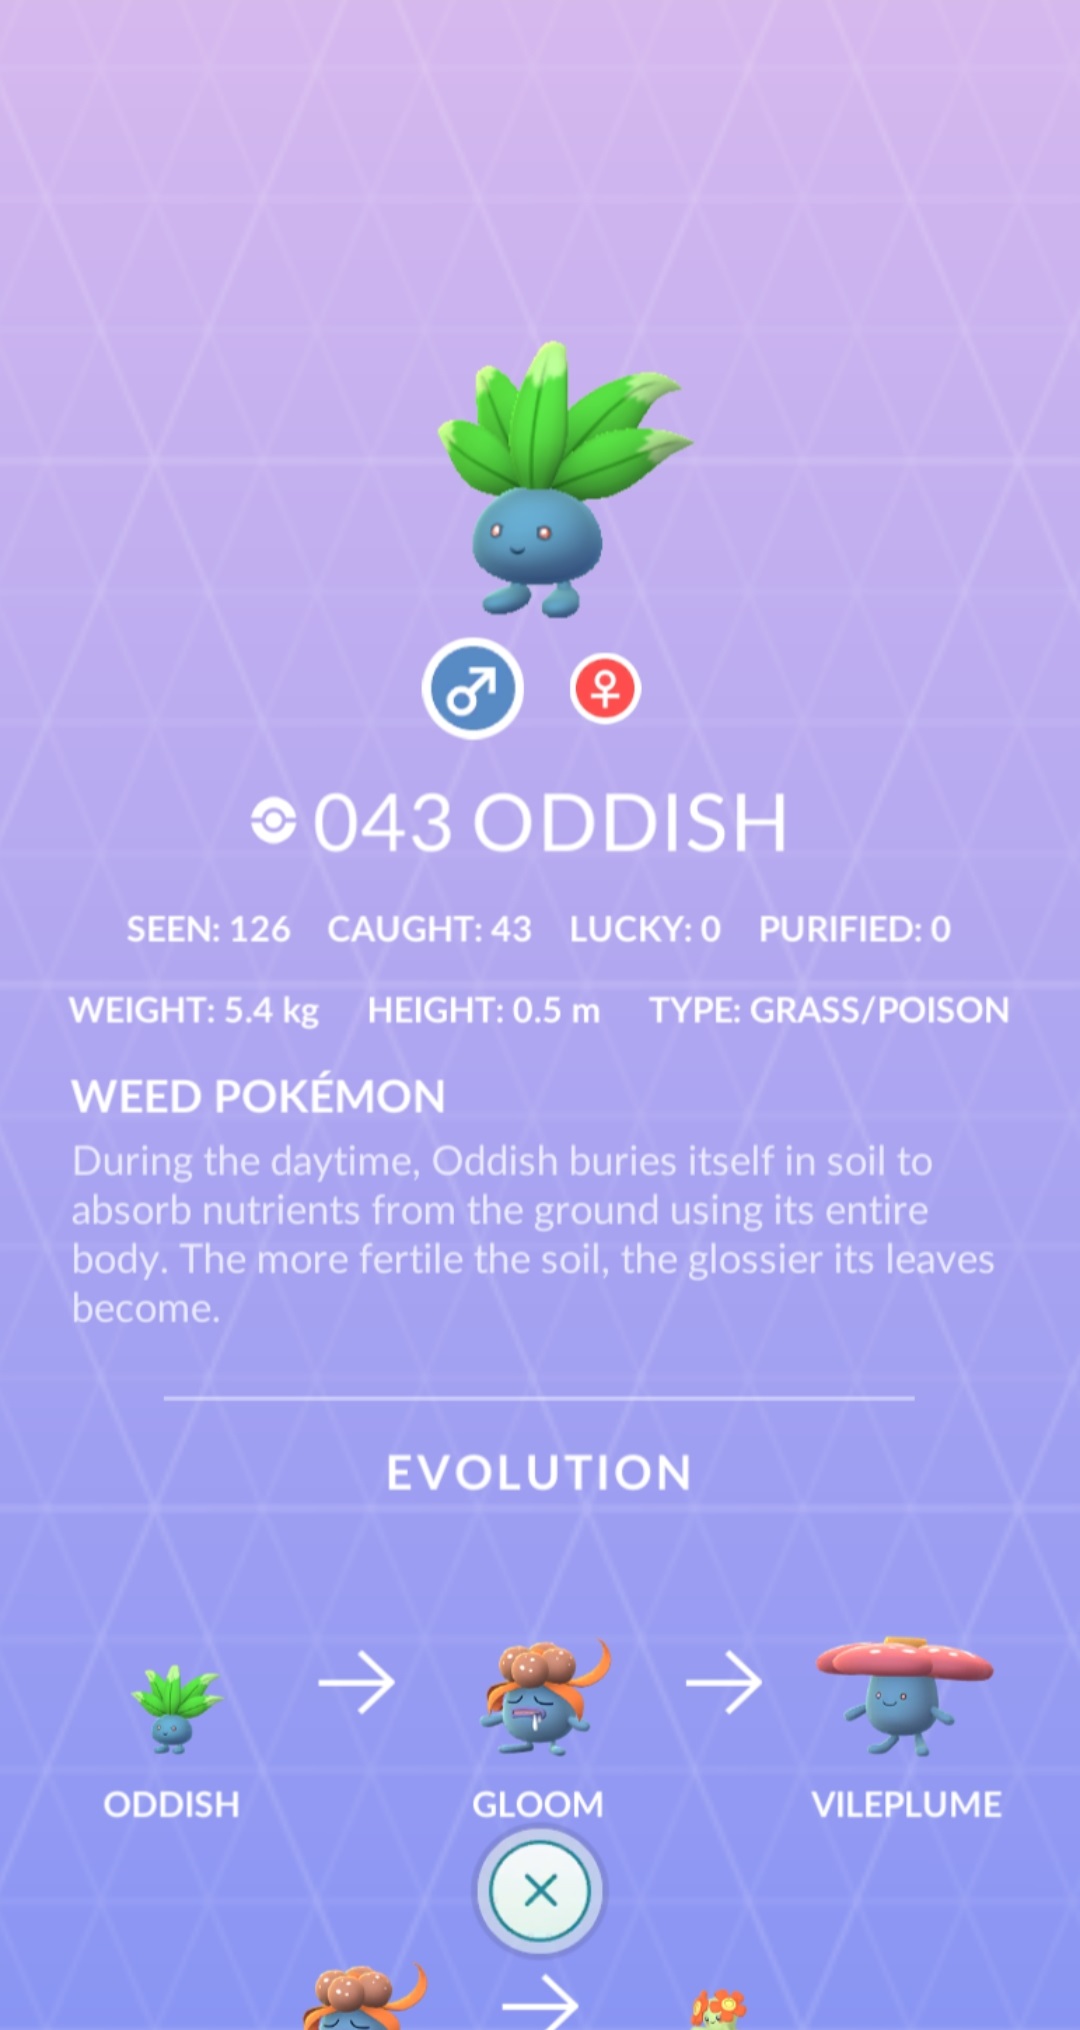 043 ODDISH
SEEN: 126 CAUGHT: 43 LUCKY: 0 PURIFIED: 0
WEIGHT: 5.4 kg HEIGHT: 0.5 m TYPE: GRASS/POISON
WEED POKÉMON
During the daytime, Oddish buries itself in soil to
absorb nutrients from the ground using its entire
body. The more fertile the soil, the glossier its leaves
become.
EVOLUTION
ODDISH GLOOM VILEPLUME